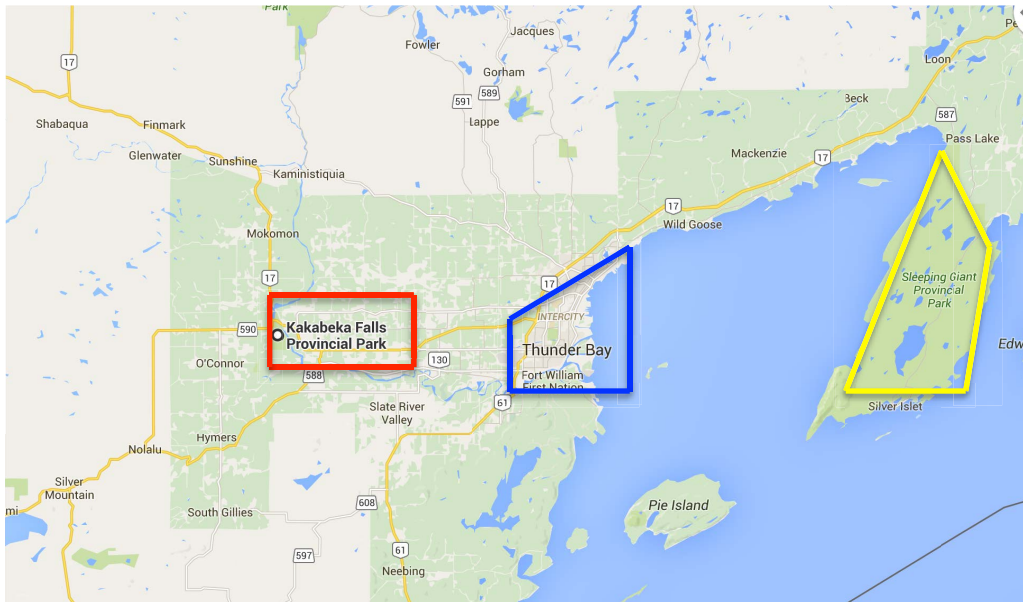 Park
Pe
Jacques
Fowler
17
Loon
Gorham
589
591
Beck
Lappe
587
Shabaqua
Finmark
Pass Lake
Glenwater
Sunshine
Mackenzie
17
Kaministiquia
17
Wild Goose
Mokomon
17
17
Sleeping Giant
Provincial
Park
INTERCITY
590
Kakabeka Falls
Provincial Park
Edw
Thunder Bay
O'Connor
130
588
Fort William
First Nation
61
Slate River
Valley
Silver Islet
Hymers
Nolalu
Silver
Mountain
608
Pie Island
mi
South Gillies
597
61
Neebing